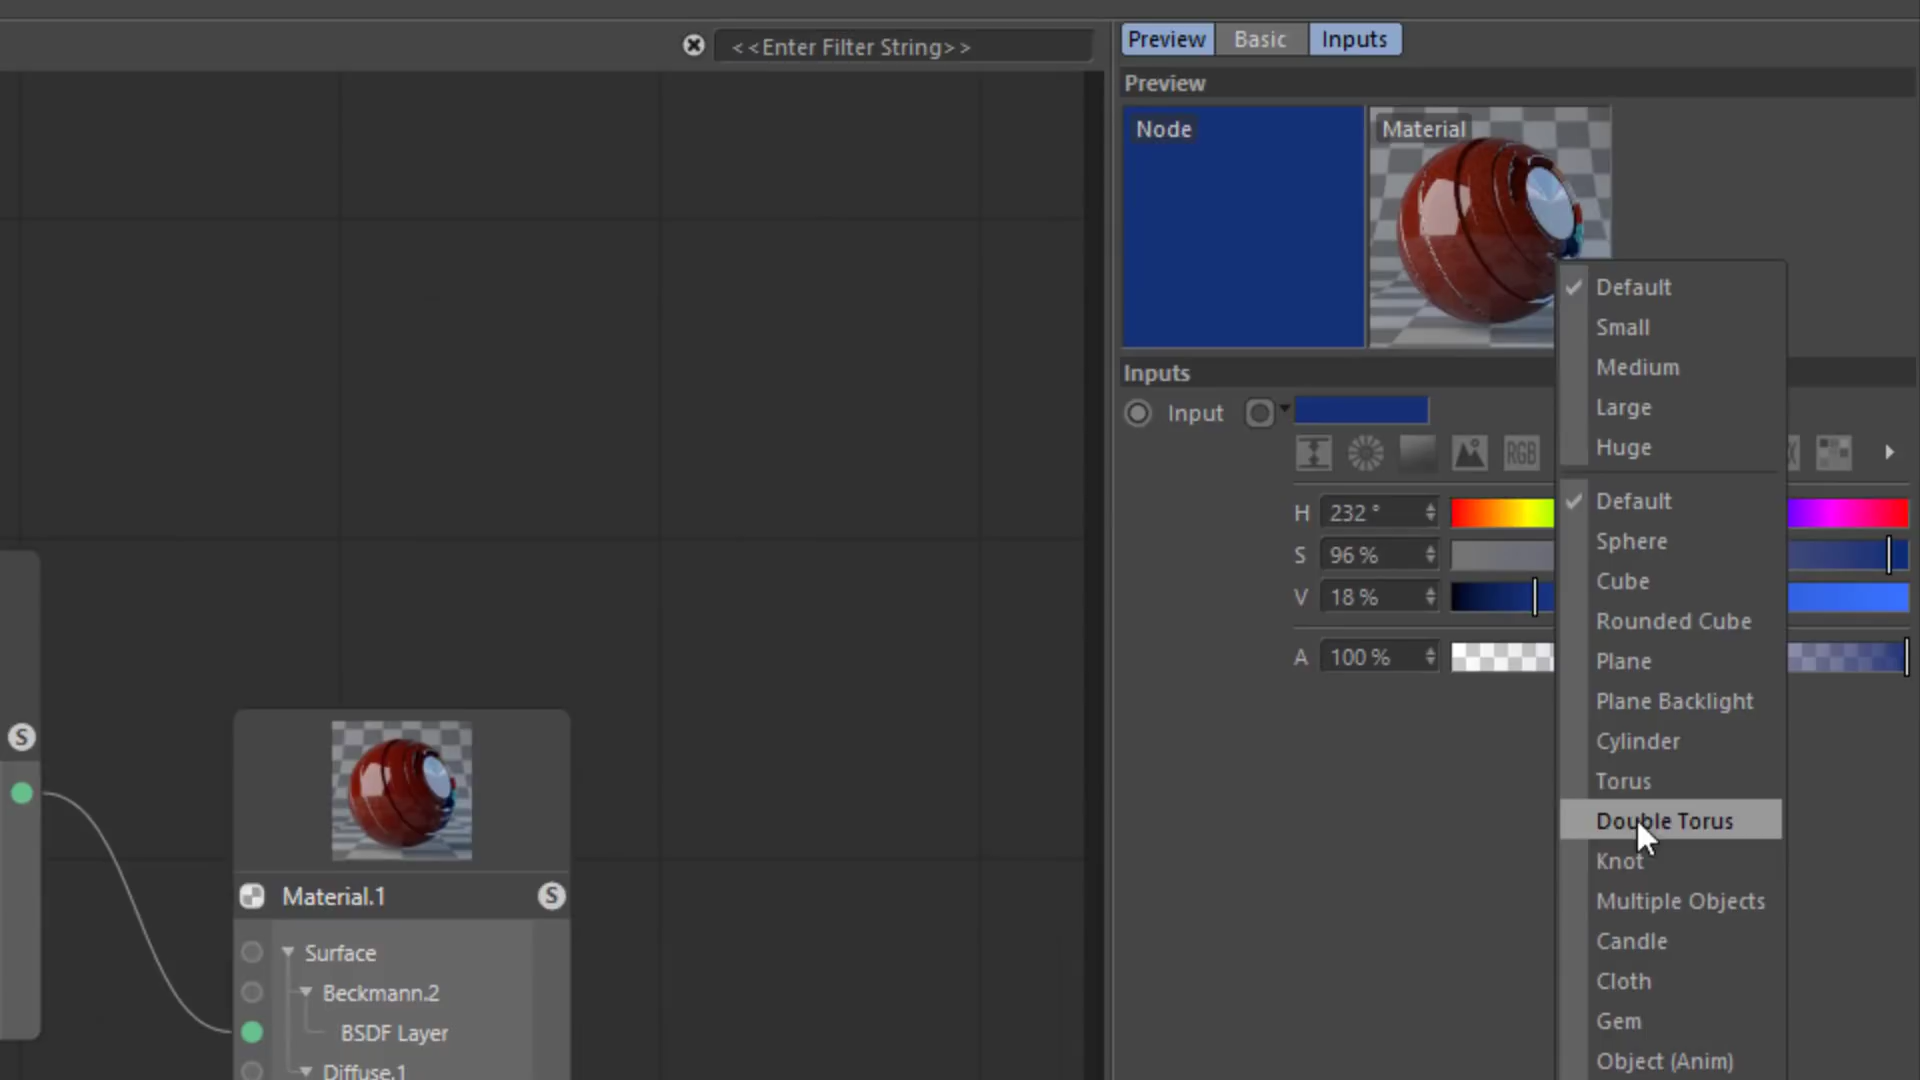 <<Enter Filter String>>
Preview Basic Inputs
Preview
Node
Material
Inputs
Input
RGB
H 232 °
S 96 %
V 18 %
A 100 %
Default
Small
Medium
Large
Huge
Default
Sphere
Cube
Rounded Cube
Plane
Plane Backlight
Cylinder
Torus
Double Torus
Knot
Multiple Objects
Candle
Cloth
Gem
Object (Anim)
S
Material.1 S
Surface
Beckmann.2
BSDF Layer
Diffuse.1